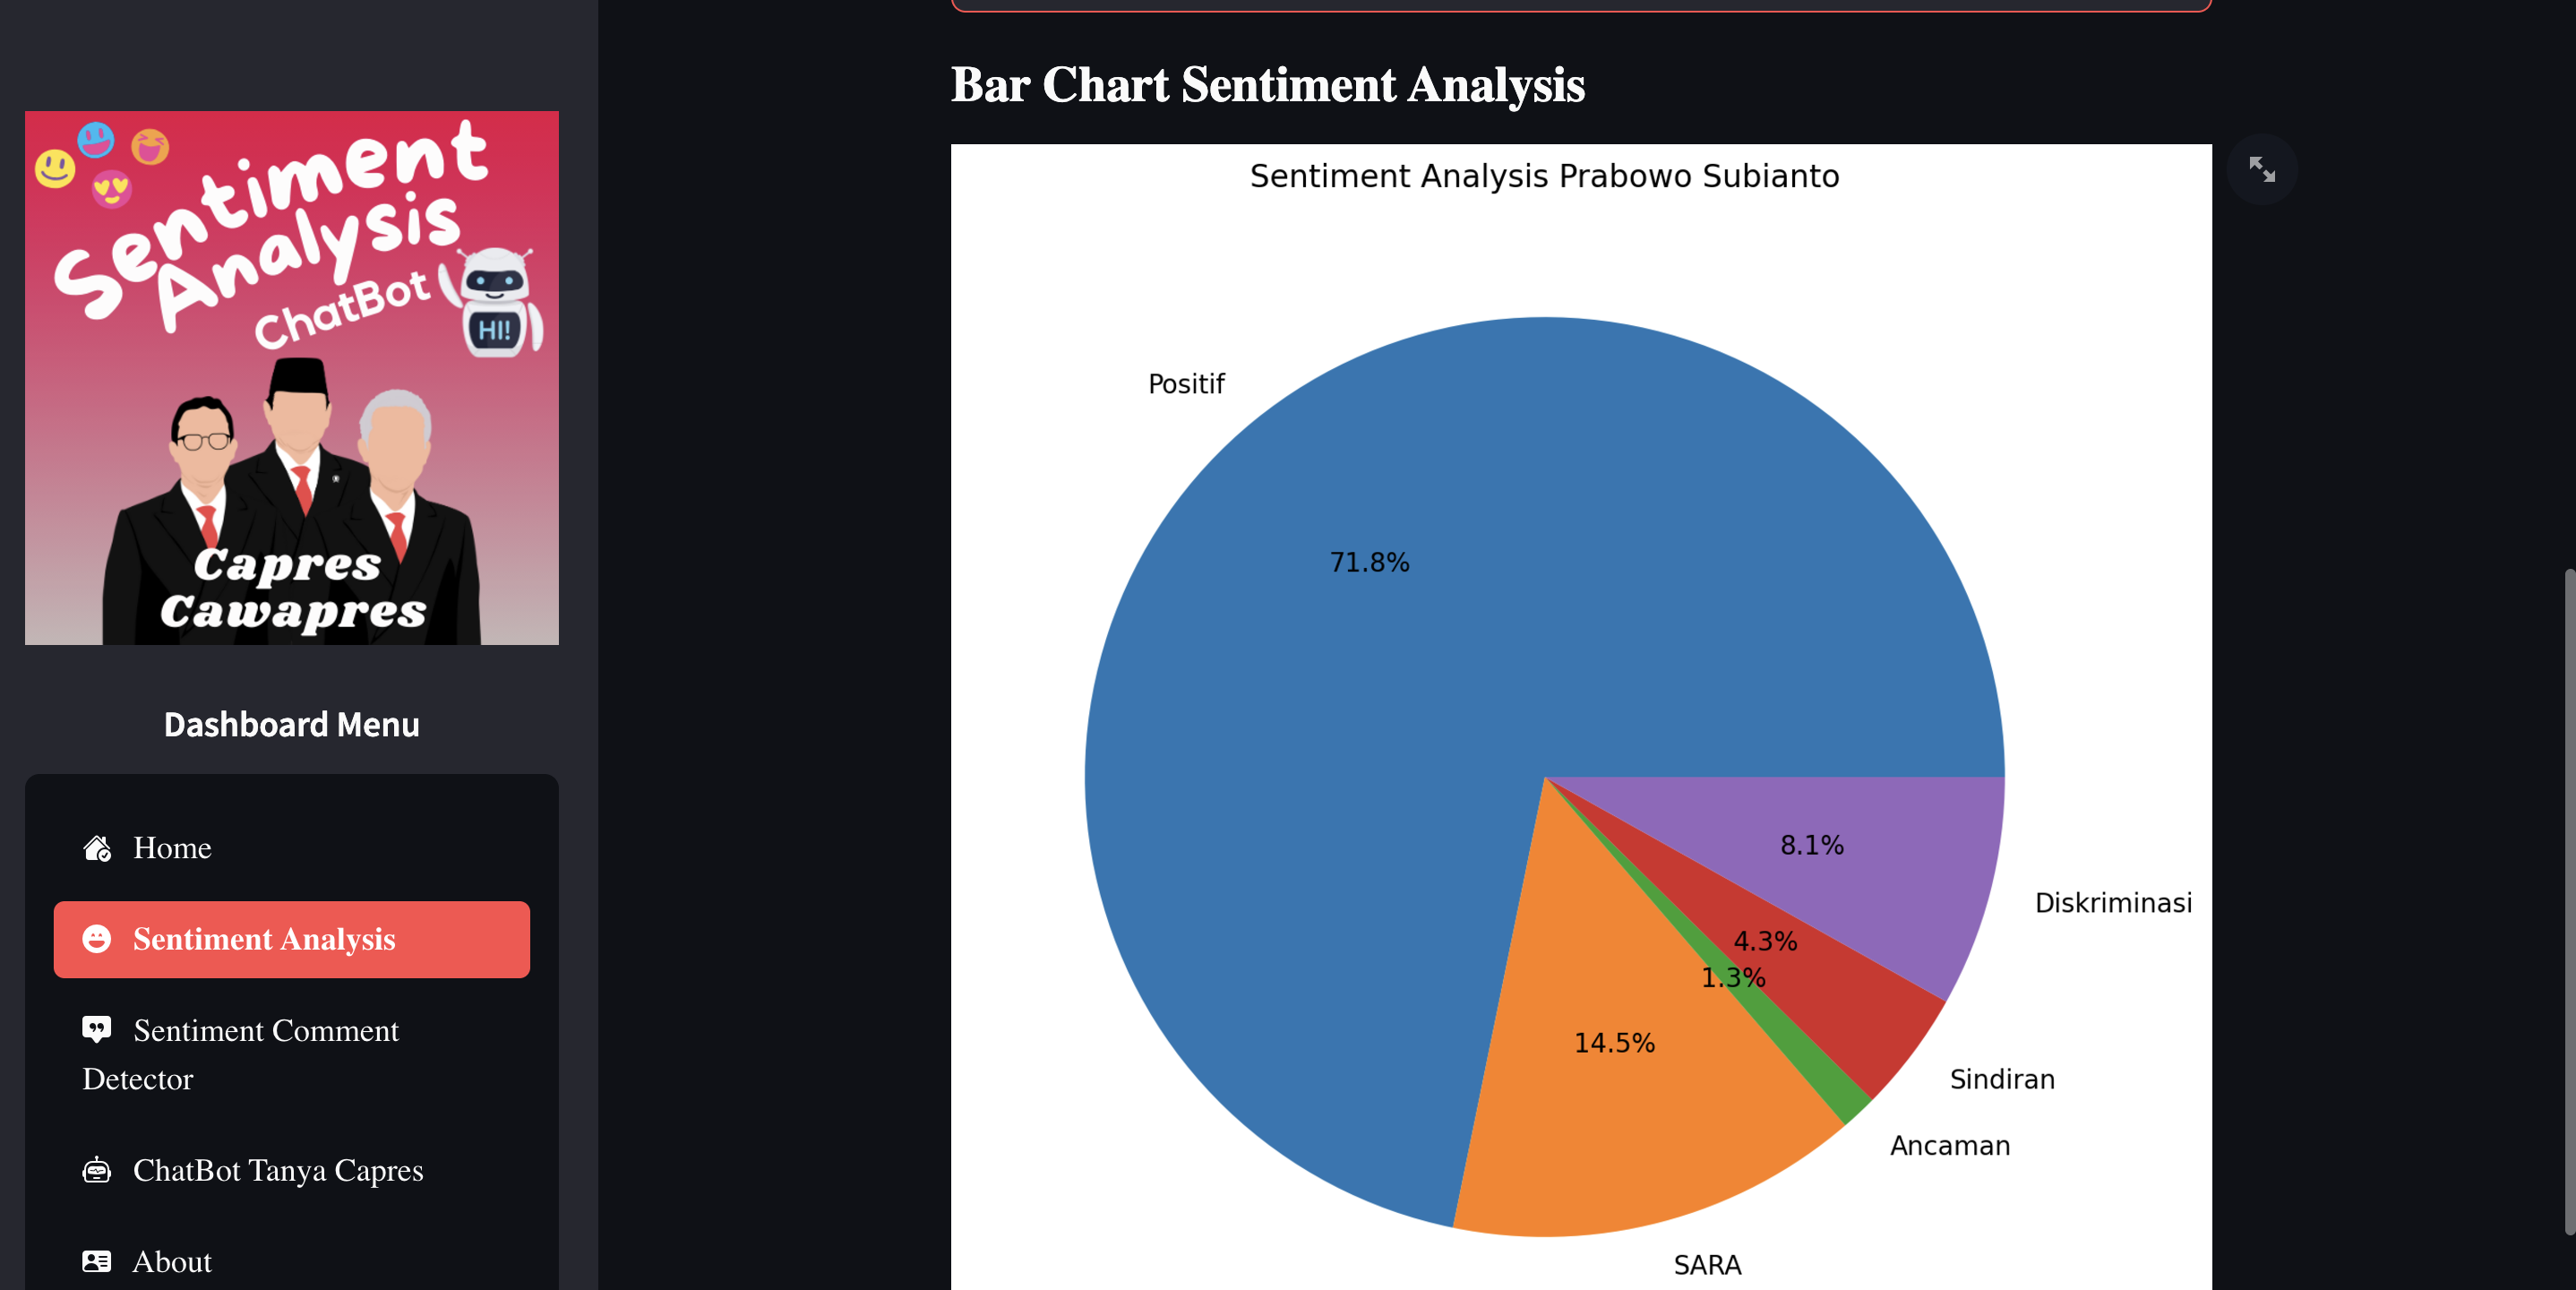 Sentiment
Analysis
ChatBot
HI!
Capres
Cawapres
Dashboard Menu
Home
Sentiment Analysis
Sentiment Comment
Detector
ChatBot Tanya Capres
About
Bar Chart Sentiment Analysis
Sentiment Analysis Prabowo Subianto
Positif
71.8%
8.1%
Diskriminasi
4.3%
1.3%
14.5%
Sindiran
Ancaman
SARA